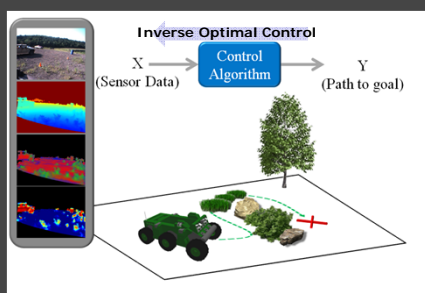 Inverse Optimal Control
X
(Sensor Data)
Control
Algorithm
Y
(Path to goal)